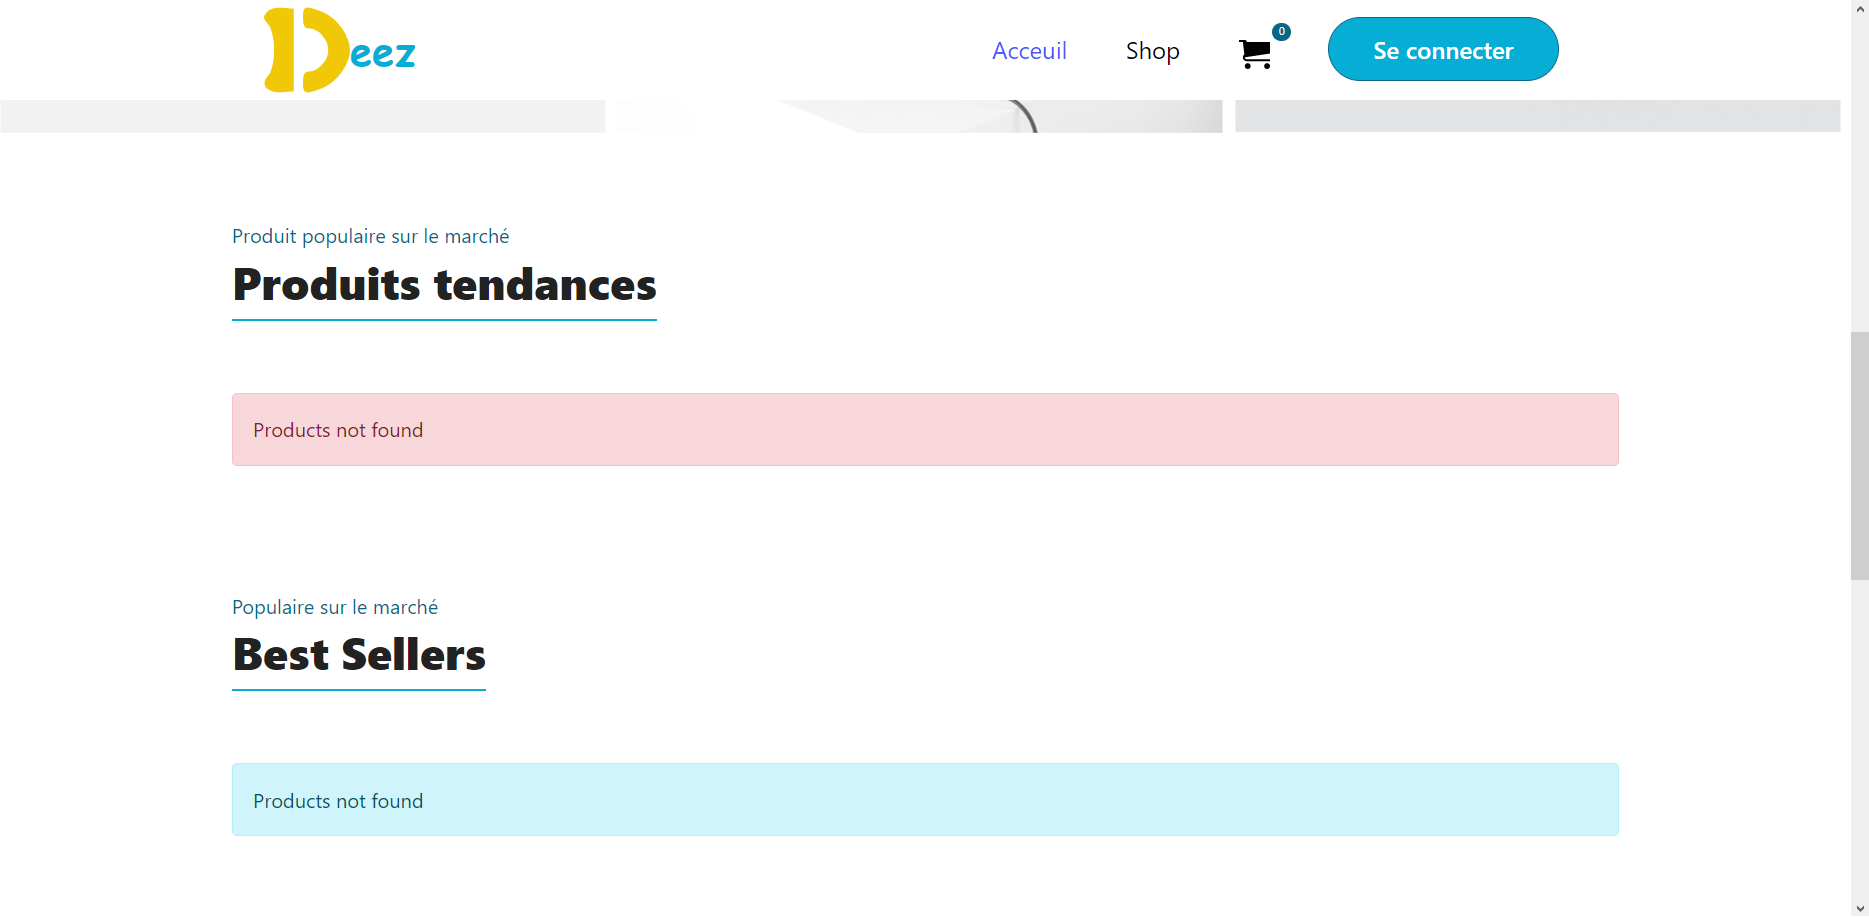 Deez
Acceuil
Shop
0
Se connecter
Produit populaire sur le marché
Produits tendances
Products not found
Populaire sur le marché
Best Sellers
Products not found